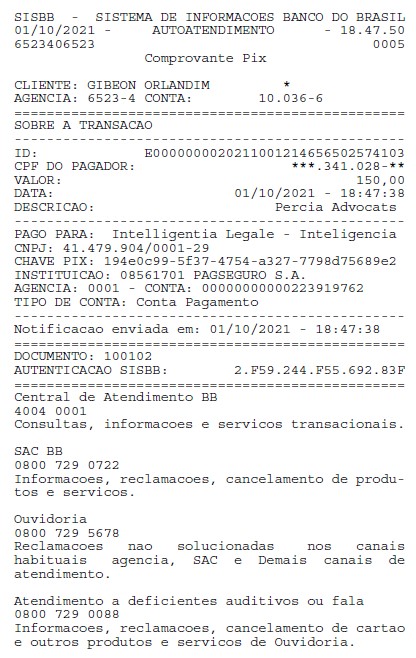 SISBB - SISTEMA DE INFORMACOES BANCO DO BRASIL
01/10/2021 - AUTOATENDIMENTO - 18.47.50
6523406523 0005
Comprovante Pix
CLIENTE: GIBEON ORLANDIM *
AGENCIA: 6523-4 CONTA: 10.036-6
================================================
SOBRE A TRANSACAO
------------------------------------------------
ID: E00000000202110012146565025741​03
CPF DO PAGADOR: ***.341.028-**
VALOR: 150,00
DATA: 01/10/2021 - 18:47:38
DESCRICAO: Percia Advocats
------------------------------------------------
PAGO PARA: Intelligentia Legale - Inteligencia
CNPJ: 41.479.904/0001-29
CHAVE PIX: 194e0c99-5f37-4754-a327-7798d75689e2
INSTITUICAO: 08561701 PAGSEGURO S.A.
AGENCIA: 0001 - CONTA: 00000000000223919762
TIPO DE CONTA: Conta Pagamento
------------------------------------------------
Notificacao enviada em: 01/10/2021 - 18:47:38
================================================
DOCUMENTO: 100102
AUTENTICACAO SISBB: 2.F59.244.F55.692.83F
================================================
Central de Atendimento BB
4004 0001
Consultas, informacoes e servicos transacionais.
SAC BB
0800 729 0722
Informacoes, reclamacoes, cancelamento de produ-
tos e servicos.
Ouvidoria
0800 729 5678
Reclamacoes nao solucionadas nos canais
habituais agencia, SAC e Demais canais de
atendimento.
Atendimento a deficientes auditivos ou fala
0800 729 0088
Informacoes, reclamacoes, cancelamento de cartao
e outros produtos e servicos de Ouvidoria.